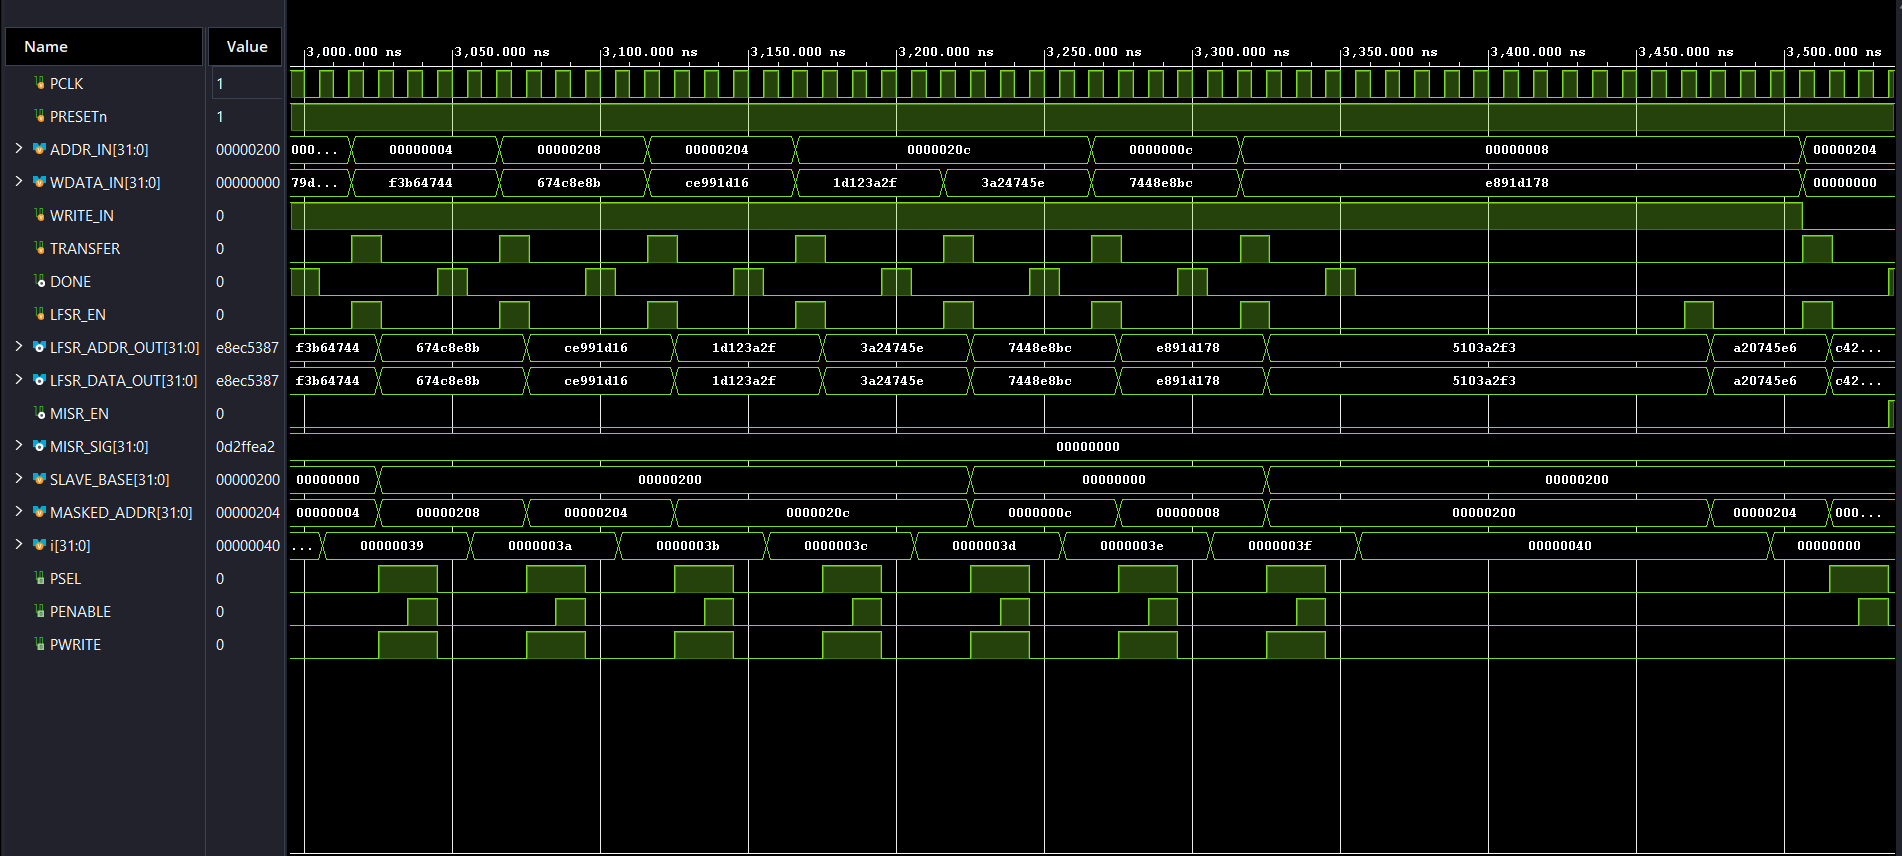 Name Value
3,000.000 ns 3,050.000 ns 3,100.000 ns 3,150.000 ns 3,200.000 ns 3,250.000 ns 3,300.000 ns 3,350.000 ns 3,400.000 ns 3,450.000 ns 3,500.000 ns
PCLK 1
PRESETn 1
ADDR_IN[31:0] 00000200 000... 00000004 00000208 00000204 0000020c 0000000c 00000008 00000204
WDATA_IN[31:0] 00000000 79d... f3b64744 674c8e8b ce991d16 1d123a2f 3a24745e 7448e8bc e891d178 00000000
WRITE_IN 0
TRANSFER 0
DONE 0
LFSR_EN 0
LFSR_ADDR_OUT[31:0] e8ec5387 f3b64744 674c8e8b ce991d16 1d123a2f 3a24745e 7448e8bc e891d178 5103a2f3 a20745e6 c42...
LFSR_DATA_OUT[31:0] e8ec5387 f3b64744 674c8e8b ce991d16 1d123a2f 3a24745e 7448e8bc e891d178 5103a2f3 a20745e6 c42...
MISR_EN 0
MISR_SIG[31:0] 0d2ffea2 00000000
SLAVE_BASE[31:0] 00000200 00000000 00000200 00000000 00000200
MASKED_ADDR[31:0] 00000204 00000004 00000208 00000204 0000020c 0000000c 00000008 00000200 00000204 000...
i[31:0] 00000040 ... 00000039 0000003a 0000003b 0000003c 0000003d 0000003e 0000003f 00000040 00000000
PSEL 0
PENABLE 0
PWRITE 0